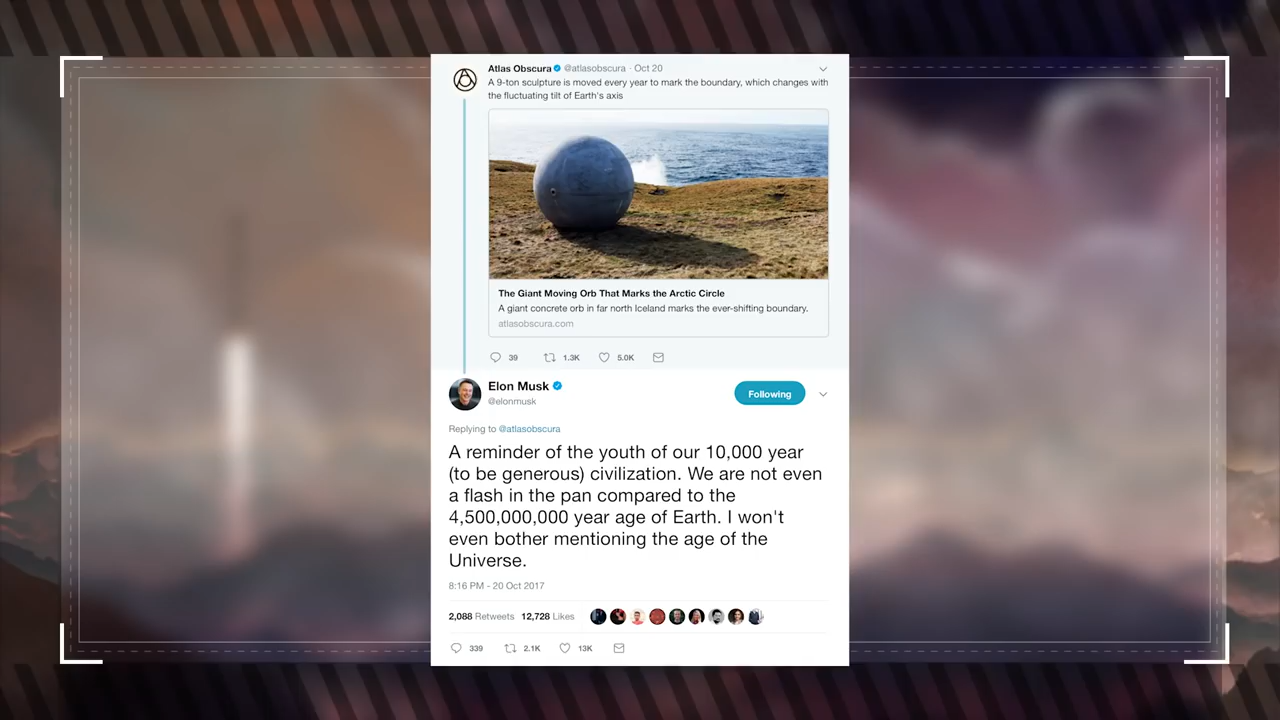 Atlas Obscura @atlasobscura · Oct 20
A 9-ton sculpture is moved every year to mark the boundary, which changes with
the fluctuating tilt of Earth's axis
The Giant Moving Orb That Marks the Arctic Circle
A giant concrete orb in far north Iceland marks the ever-shifting boundary.
atlasobscura.com
39 1.3K 5.0K
Elon Musk
@elonmusk
Following
Replying to @atlasobscura
A reminder of the youth of our 10,000 year
(to be generous) civilization. We are not even
a flash in the pan compared to the
4,500,000,000 year age of Earth. I won't
even bother mentioning the age of the
Universe.
8:16 PM - 20 Oct 2017
2,088 Retweets 12,728 Likes
339 2.1K 13K